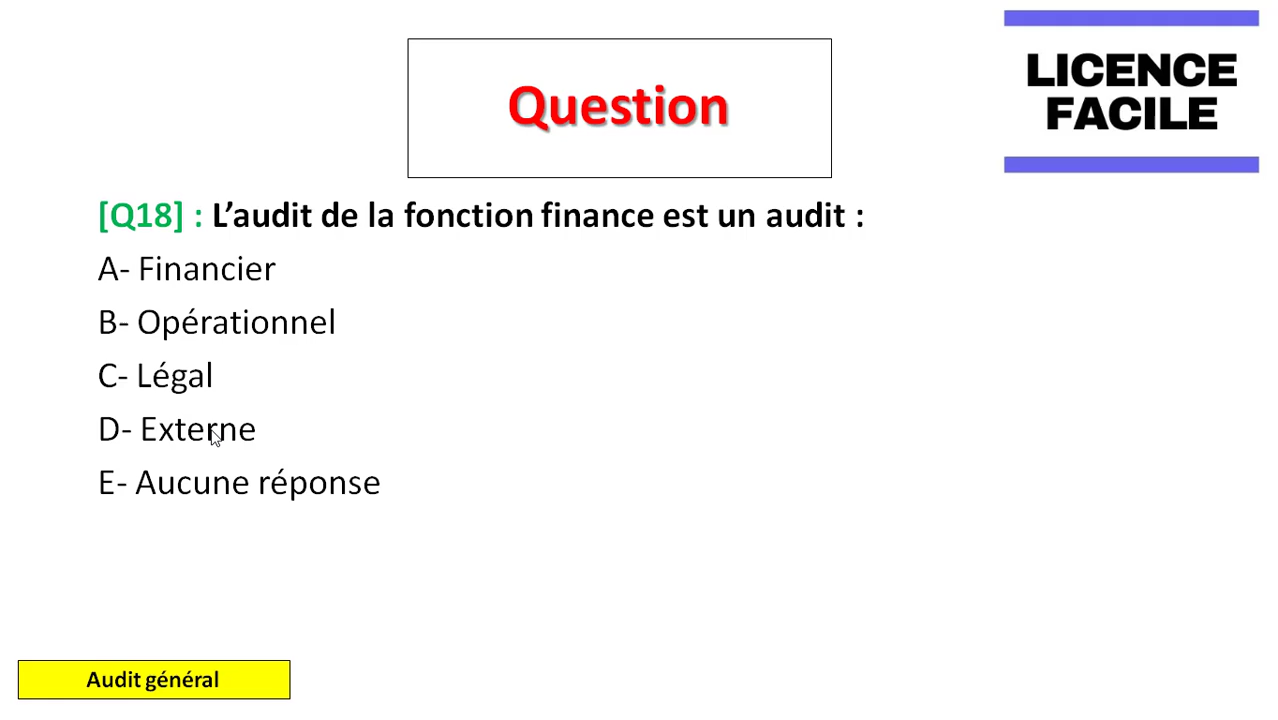 Question
LICENCE
FACILE
[Q18] : L’audit de la fonction finance est un audit :
A- Financier
B- Opérationnel
C- Légal
D- Externe
E- Aucune réponse
Audit général